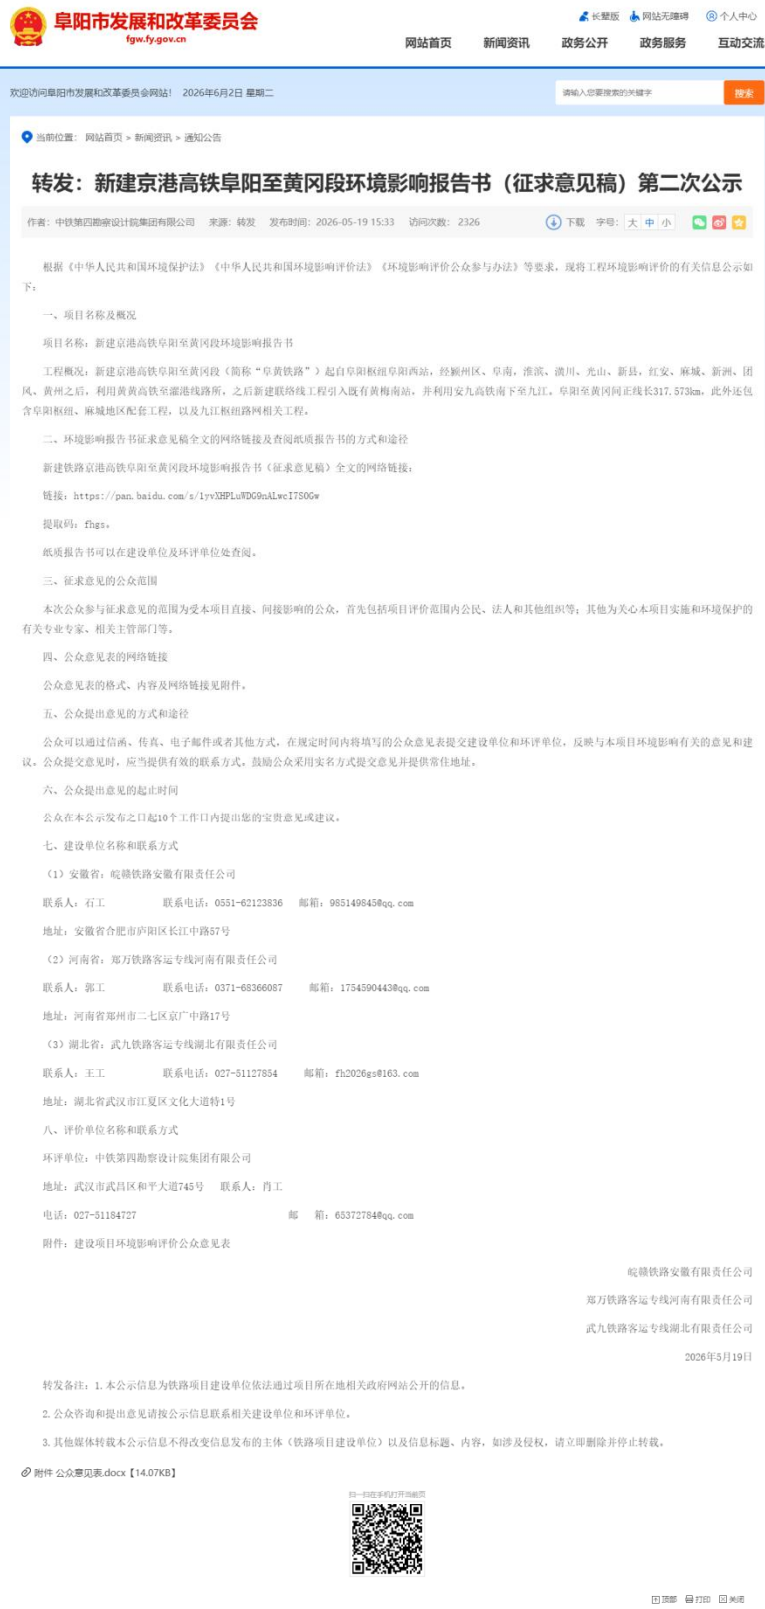 阜阳市发展和改革委员会
fgw.fy.gov.cn
长辈版 网站无障碍 个人中心
网站首页 新闻资讯 政务公开 政务服务 互动交流
欢迎访问阜阳市发展和改革委员会网站! 2026年6月2日 星期二
请输入您要搜索的关键字 搜索
当前位置: 网站首页 > 新闻资讯 > 通知公告
转发:新建京港高铁阜阳至黄冈段环境影响报告书(征求意见稿)第二次公示
作者:中铁第四勘察设计院集团有限公司 来源:转发 发布时间:2026-05-19 15:33 访问次数:2326 下载 字号: 大 中 小
根据《中华人民共和国环境保护法》《中华人民共和国环境影响评价法》《环境影响评价公众参与办法》等要求,现将工程环境影响评价的有关信息公示如
下:
一、项目名称及概况
项目名称:新建京港高铁阜阳至黄冈段环境影响报告书
工程概况:新建京港高铁阜阳至黄冈段(简称“阜黄铁路”)起自阜阳枢纽阜阳西站,经颍州区、阜南,淮滨、潢川、光山、新县,红安、麻城、新洲、团
风、黄州之后,利用黄黄高铁至濯港线路所,之后新建联络线工程引入既有黄梅南站,并利用安九高铁南下至九江。阜阳至黄冈间正线长317.573km,此外还包
含阜阳枢纽、麻城地区配套工程,以及九江枢纽路网相关工程。
二、环境影响报告书征求意见稿全文的网络链接及查阅纸质报告书的方式和途径
新建铁路京港高铁阜阳至黄冈段环境影响报告书(征求意见稿)全文的网络链接:
链接:https://pan.baidu.com/s/1yvXHPLuWDG9nALwcI7SOGw
提取码:fhgs。
纸质报告书可以在建设单位及环评单位处查阅。
三、征求意见的公众范围
本次公众参与征求意见的范围为受本项目直接、间接影响的公众,首先包括项目评价范围内公民、法人和其他组织等;其他为关心本项目实施和环境保护的
有关专业专家、相关主管部门等。
四、公众意见表的网络链接
公众意见表的格式、内容及网络链接见附件。
五、公众提出意见的方式和途径
公众可以通过信函、传真、电子邮件或者其他方式,在规定时间内将填写的公众意见表提交建设单位和环评单位,反映与本项目环境影响有关的意见和建
议。公众提交意见时,应当提供有效的联系方式。鼓励公众采用实名方式提交意见并提供常住地址。
六、公众提出意见的起止时间
公众在本公示发布之日起10个工作日内提出您的宝贵意见或建议。
七、建设单位名称和联系方式
(1)安徽省:皖赣铁路安徽有限责任公司
联系人:石工 联系电话:0551-62123836 邮箱:985149845@qq.com
地址:安徽省合肥市庐阳区长江中路57号
(2)河南省:郑万铁路客运专线河南有限责任公司
联系人:郭工 联系电话:0371-68366087 邮箱:1754590443@qq.com
地址:河南省郑州市二七区京广中路17号
(3)湖北省:武九铁路客运专线湖北有限责任公司
联系人:王工 联系电话:027-51127854 邮箱:fh2026gs@163.com
地址:湖北省武汉市江夏区文化大道特1号
八、评价单位名称和联系方式
环评单位:中铁第四勘察设计院集团有限公司
地址:武汉市武昌区和平大道745号 联系人:肖工
电话:027-51184727 邮 箱:65372784@qq.com
附件:建设项目环境影响评价公众意见表
皖赣铁路安徽有限责任公司
郑万铁路客运专线河南有限责任公司
武九铁路客运专线湖北有限责任公司
2026年5月19日
转发备注:1.本公示信息为铁路项目建设单位依法通过项目所在地相关政府网站公开的信息。
2.公众咨询和提出意见请按公示信息联系相关建设单位和环评单位。
3.其他媒体转载本公示信息不得改变信息发布的主体(铁路项目建设单位)以及信息标题、内容,如涉及侵权,请立即删除并停止转载。
附件 公众意见表.docx【14.07KB】
扫一扫在手机打开当前页
顶部 打印 关闭